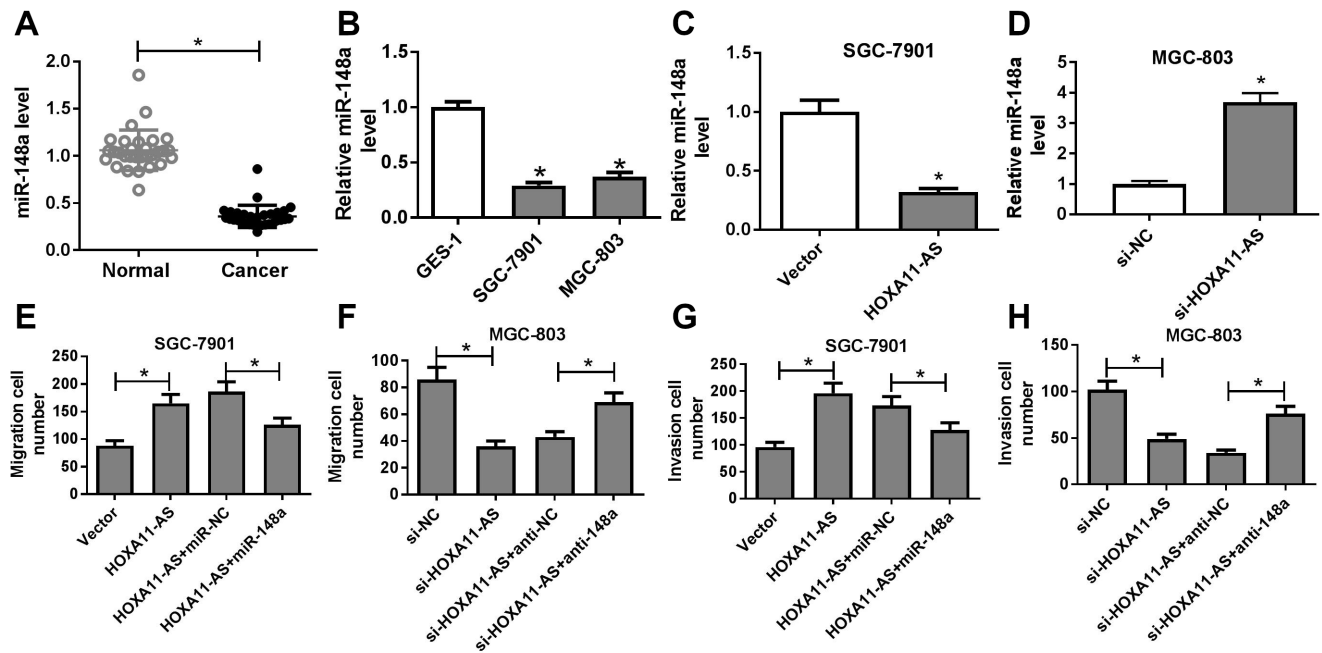 A
*
miR-148a level
2.0
1.5
1.0
0.5
0.0
Normal
Cancer
B
Relative miR-148a
level
1.5
1.0
0.5
0.0
*
*
GES-1
SGC-7901
MGC-803
C
SGC-7901
Relative miR-148a
level
1.5
1.0
0.5
0.0
*
Vector
HOXA11-AS
D
MGC-803
Relative miR-148a
level
5
4
3
2
1
0
*
si-NC
si-HOXA11-AS
E
SGC-7901
Migration cell
number
250
200
150
100
50
0
*
*
Vector
HOXA11-AS
HOXA11-AS+miR-NC
HOXA11-AS+miR-148a
F
MGC-803
Migration cell
number
100
80
60
40
20
0
*
*
si-NC
si-HOXA11-AS
si-HOXA11-AS+anti-NC
si-HOXA11-AS+anti-148a
G
SGC-7901
Invasion cell
number
250
200
150
100
50
0
*
*
Vector
HOXA11-AS
HOXA11-AS+miR-NC
HOXA11-AS+miR-148a
H
MGC-803
Invasion cell
number
150
100
50
0
*
*
si-NC
si-HOXA11-AS
si-HOXA11-AS+anti-NC
si-HOXA11-AS+anti-148a